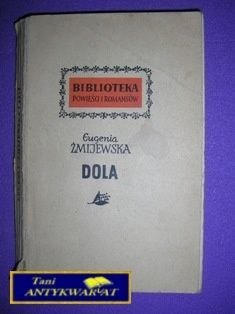 BIBLIOTEKA
POWIEŚCI I ROMANSÓW
Eugenia
ŻMIJEWSKA
DOLA
Tani
ANTYKWARIAT